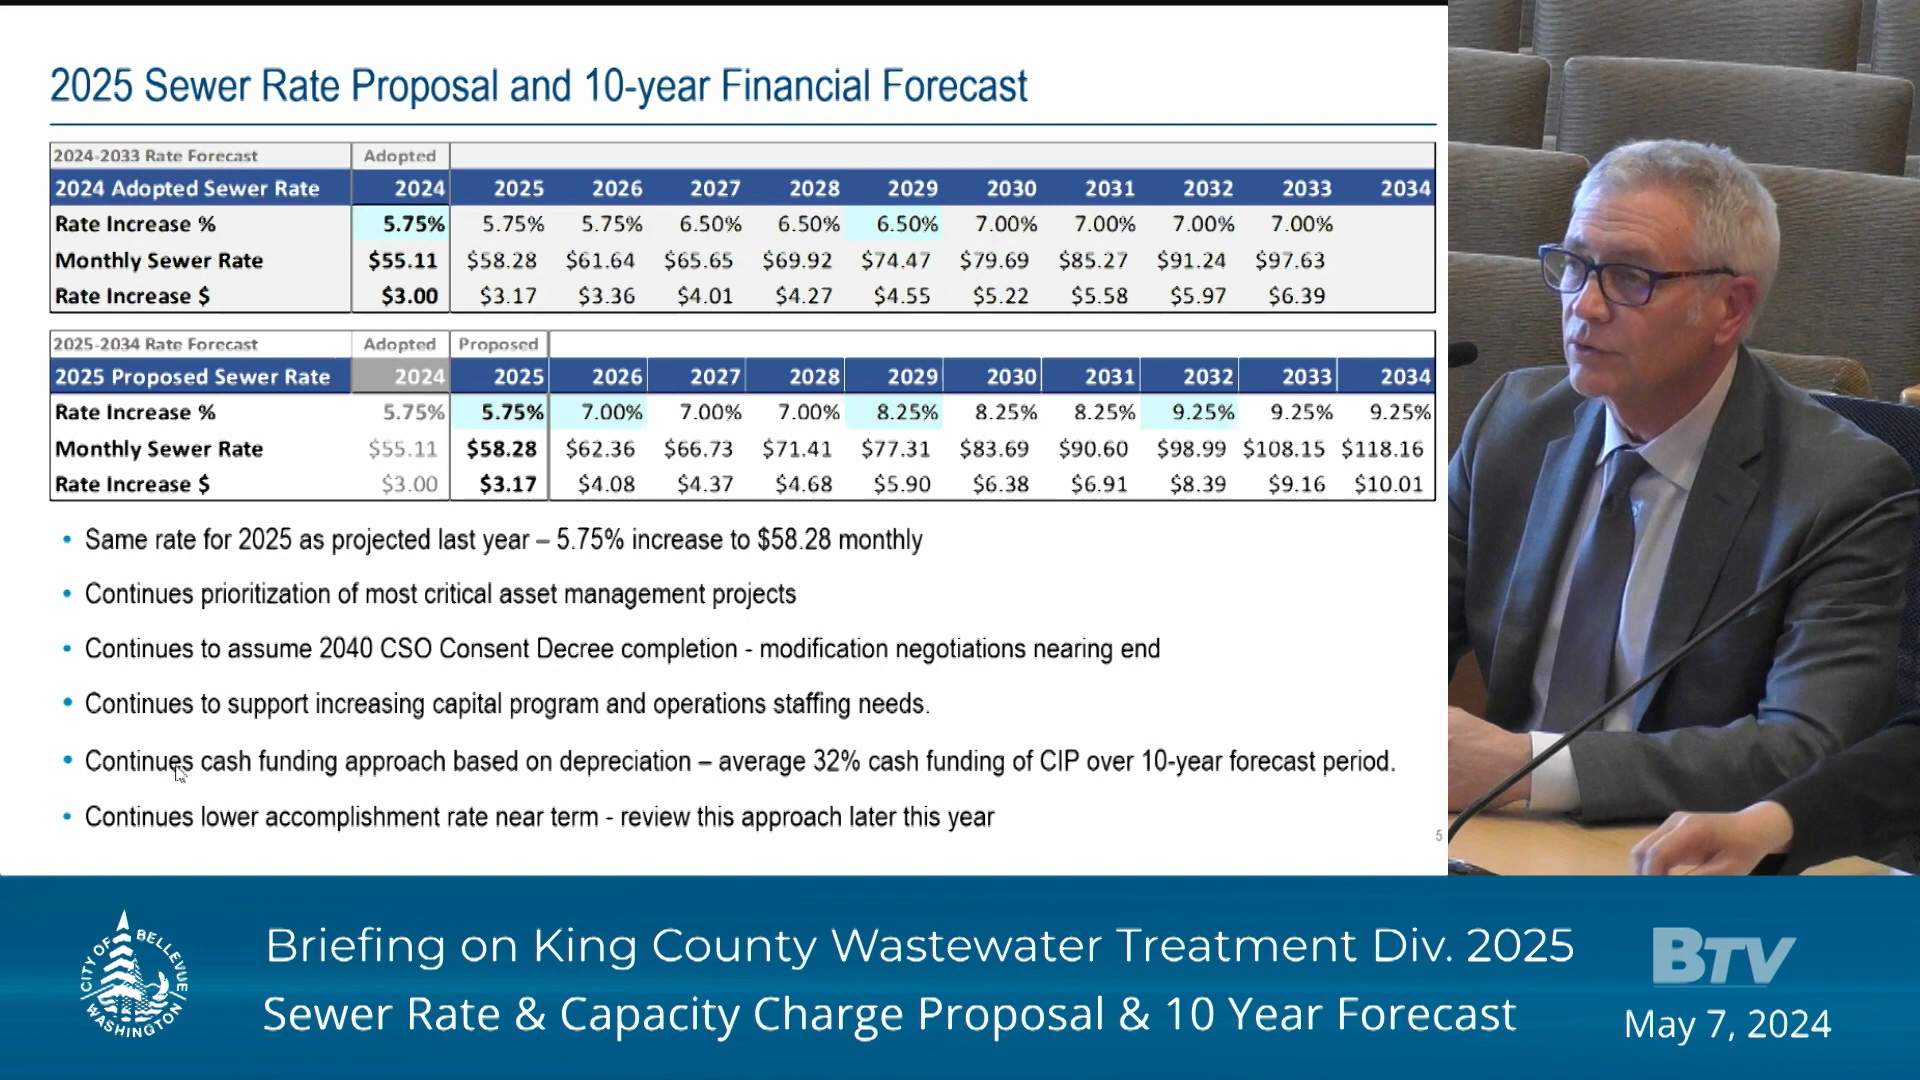 2025 Sewer Rate Proposal and 10-year Financial Forecast
2024-2033 Rate Forecast Adopted
2024 Adopted Sewer Rate 2024 2025 2026 2027 2028 2029 2030 2031 2032 2033 2034
Rate Increase % 5.75% 5.75% 5.75% 6.50% 6.50% 6.50% 7.00% 7.00% 7.00% 7.00%
Monthly Sewer Rate $55.11 $58.28 $61.64 $65.65 $69.92 $74.47 $79.69 $85.27 $91.24 $97.63
Rate Increase $ $3.00 $3.17 $3.36 $4.01 $4.27 $4.55 $5.22 $5.58 $5.97 $6.39
2025-2034 Rate Forecast Adopted Proposed
2025 Proposed Sewer Rate 2024 2025 2026 2027 2028 2029 2030 2031 2032 2033 2034
Rate Increase % 5.75% 5.75% 7.00% 7.00% 7.00% 8.25% 8.25% 8.25% 9.25% 9.25% 9.25%
Monthly Sewer Rate $55.11 $58.28 $62.36 $66.73 $71.41 $77.31 $83.69 $90.60 $98.99 $108.15 $118.16
Rate Increase $ $3.00 $3.17 $4.08 $4.37 $4.68 $5.90 $6.38 $6.91 $8.39 $9.16 $10.01
• Same rate for 2025 as projected last year – 5.75% increase to $58.28 monthly
• Continues prioritization of most critical asset management projects
• Continues to assume 2040 CSO Consent Decree completion - modification negotiations nearing end
• Continues to support increasing capital program and operations staffing needs.
• Continues cash funding approach based on depreciation – average 32% cash funding of CIP over 10-year forecast period.
• Continues lower accomplishment rate near term - review this approach later this year
5
CITY OF BELLEVUE
WASHINGTON
Briefing on King County Wastewater Treatment Div. 2025
Sewer Rate & Capacity Charge Proposal & 10 Year Forecast
BTV
May 7, 2024